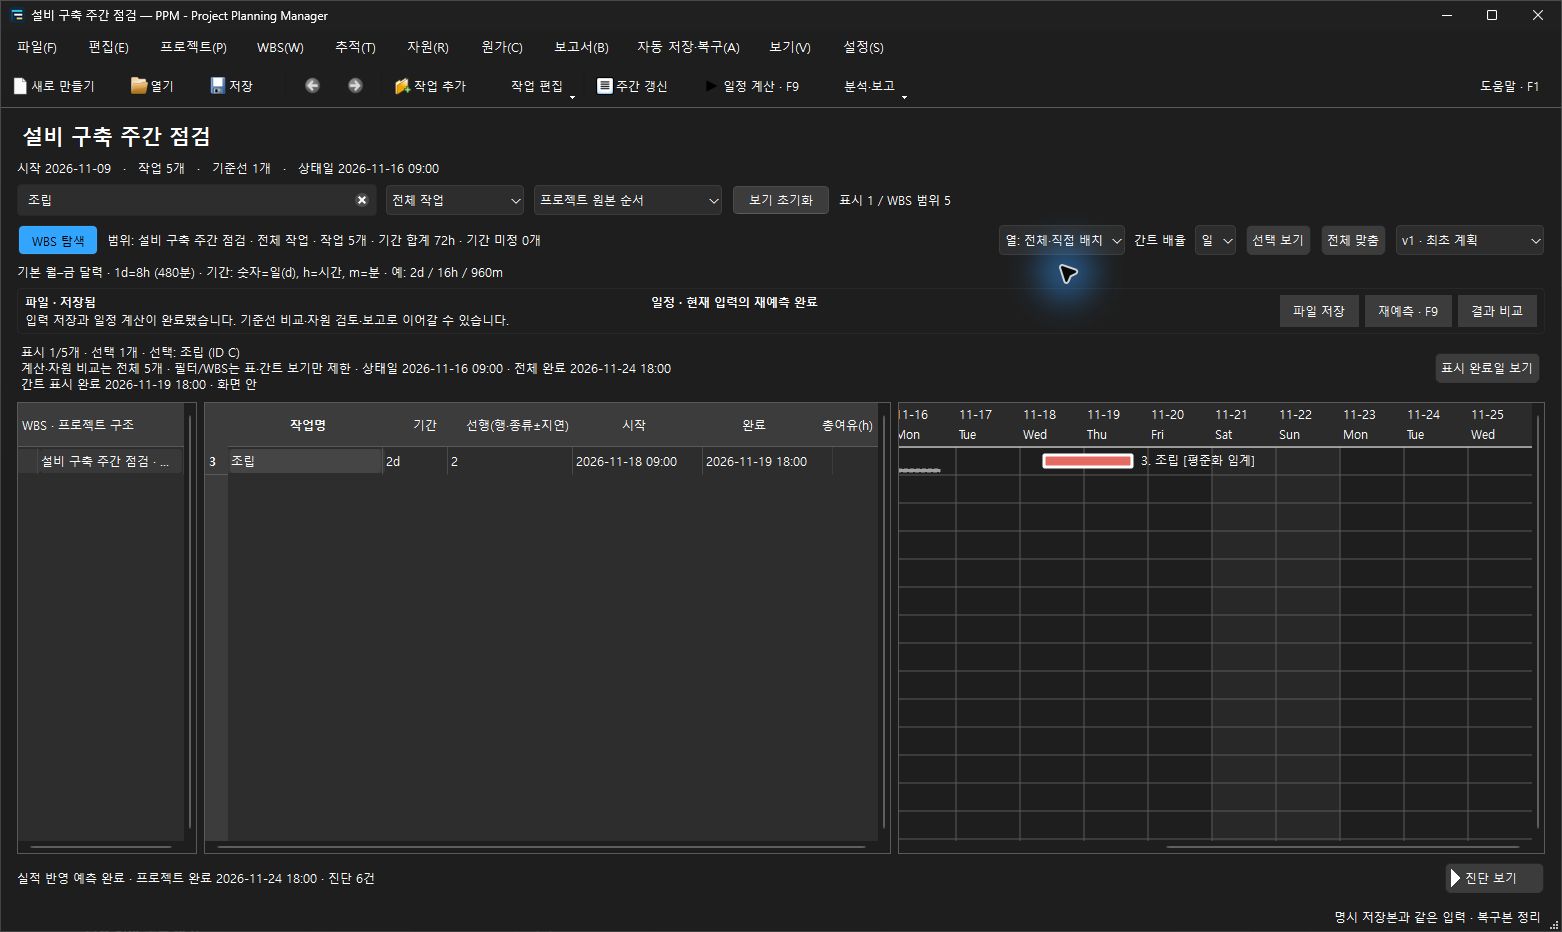 설비 구축 주간 점검 — PPM - Project Planning Manager
파일(F) 편집(E) 프로젝트(P) WBS(W) 추적(T) 자원(R) 원가(C) 보고서(B) 자동 저장·복구(A) 보기(V) 설정(S)
새로 만들기 열기 저장 작업 추가 작업 편집 주간 갱신 일정 계산 · F9 분석·보고 도움말 · F1
설비 구축 주간 점검
시작 2026-11-09 · 작업 5개 · 기준선 1개 · 상태일 2026-11-16 09:00
조립 전체 작업 프로젝트 원본 순서 보기 초기화 표시 1 / WBS 범위 5
WBS 탐색 범위: 설비 구축 주간 점검 · 전체 작업 · 작업 5개 · 기간 합계 72h · 기간 미정 0개 열: 전체·직접 배치 간트 배율 일 선택 보기 전체 맞춤 v1 · 최초 계획
기본 월–금 달력 · 1d=8h (480분) · 기간: 숫자=일(d), h=시간, m=분 · 예: 2d / 16h / 960m
파일 · 저장됨 일정 · 현재 입력의 재예측 완료
입력 저장과 일정 계산이 완료됐습니다. 기준선 비교·자원 검토·보고로 이어갈 수 있습니다. 파일 저장 재예측 · F9 결과 비교
표시 1/5개 · 선택 1개 · 선택: 조립 (ID C)
계산·자원 비교는 전체 5개 · 필터/WBS는 표·간트 보기만 제한 · 상태일 2026-11-16 09:00 · 전체 완료 2026-11-24 18:00 표시 완료일 보기
간트 표시 완료 2026-11-19 18:00 · 화면 안
WBS · 프로젝트 구조 작업명 기간 선행(행·종류±지연) 시작 완료 총여유(h)
11-16 11-17 11-18 11-19 11-20 11-21 11-22 11-23 11-24 11-25
Mon Tue Wed Thu Fri Sat Sun Mon Tue Wed
설비 구축 주간 점검 · ... 3 조립 2d 2 2026-11-18 09:00 2026-11-19 18:00 3. 조립 [평준화 임계]
실적 반영 예측 완료 · 프로젝트 완료 2026-11-24 18:00 · 진단 6건 진단 보기
명시 저장본과 같은 입력 · 복구본 정리